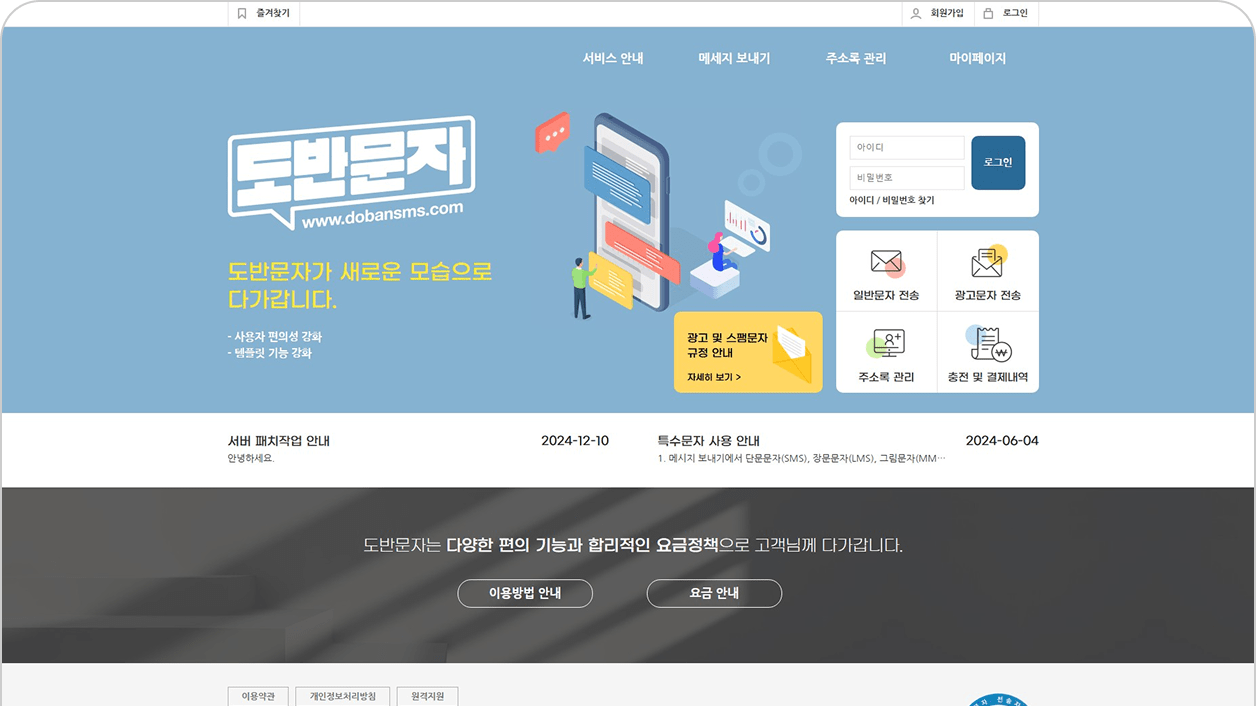 즐겨찾기
회원가입
로그인
서비스 안내
메세지 보내기
주소록 관리
마이페이지
도반문자
www.dobansms.com
도반문자가 새로운 모습으로
다가갑니다.
- 사용자 편의성 강화
- 템플릿 기능 강화
아이디
비밀번호
로그인
아이디 / 비밀번호 찾기
광고 및 스팸문자
규정 안내
자세히 보기 >
일반문자 전송
광고문자 전송
주소록 관리
충전 및 결제내역
서버 패치작업 안내
2024-12-10
안녕하세요.
특수문자 사용 안내
2024-06-04
1. 메시지 보내기에서 단문문자(SMS), 장문문자(LMS), 그림문자(MM…
도반문자는 다양한 편의 기능과 합리적인 요금정책으로 고객님께 다가갑니다.
이용방법 안내
요금 안내
이용약관
개인정보처리방침
원격지원